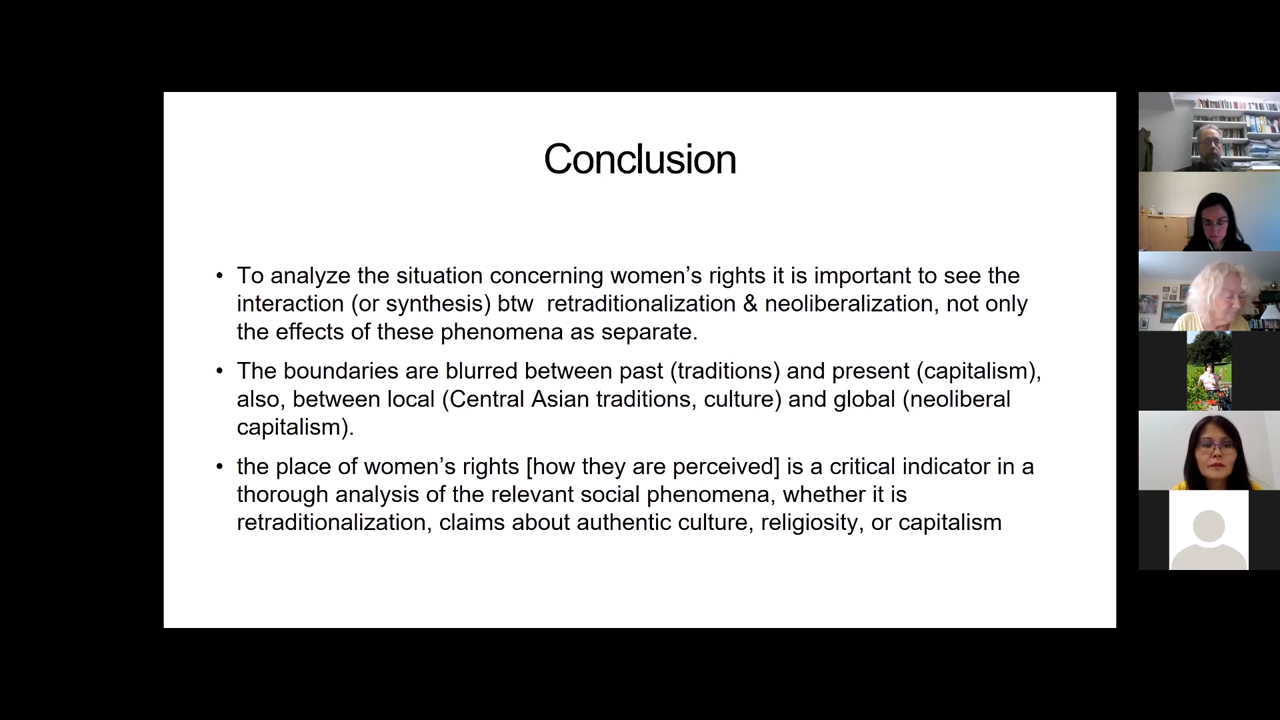 Conclusion
• To analyze the situation concerning women’s rights it is important to see the
interaction (or synthesis) btw  retraditionalization & neoliberalization, not only
the effects of these phenomena as separate.
• The boundaries are blurred between past (traditions) and present (capitalism),
also, between local (Central Asian traditions, culture) and global (neoliberal
capitalism).
• the place of women’s rights [how they are perceived] is a critical indicator in a
thorough analysis of the relevant social phenomena, whether it is
retraditionalization, claims about authentic culture, religiosity, or capitalism